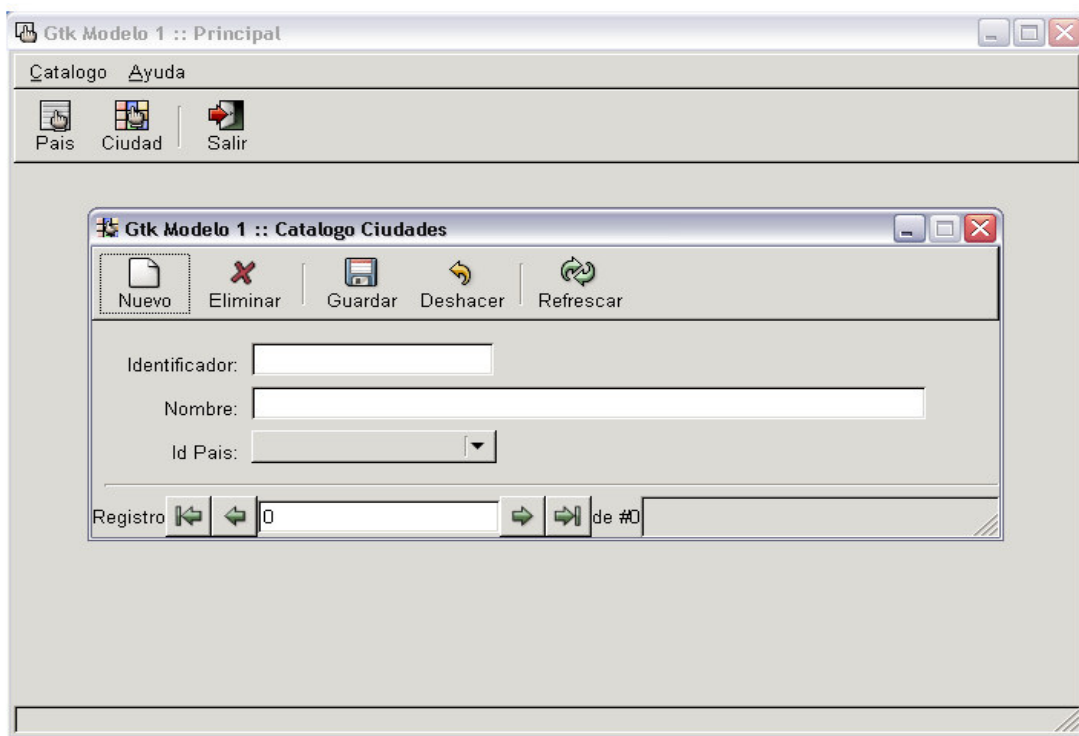 Gtk Modelo 1 :: Principal
Catalogo Ayuda
Pais Ciudad Salir
Gtk Modelo 1 :: Catalogo Ciudades
Nuevo Eliminar Guardar Deshacer Refrescar
Identificador:
Nombre:
Id Pais:
Registro 0 de #0